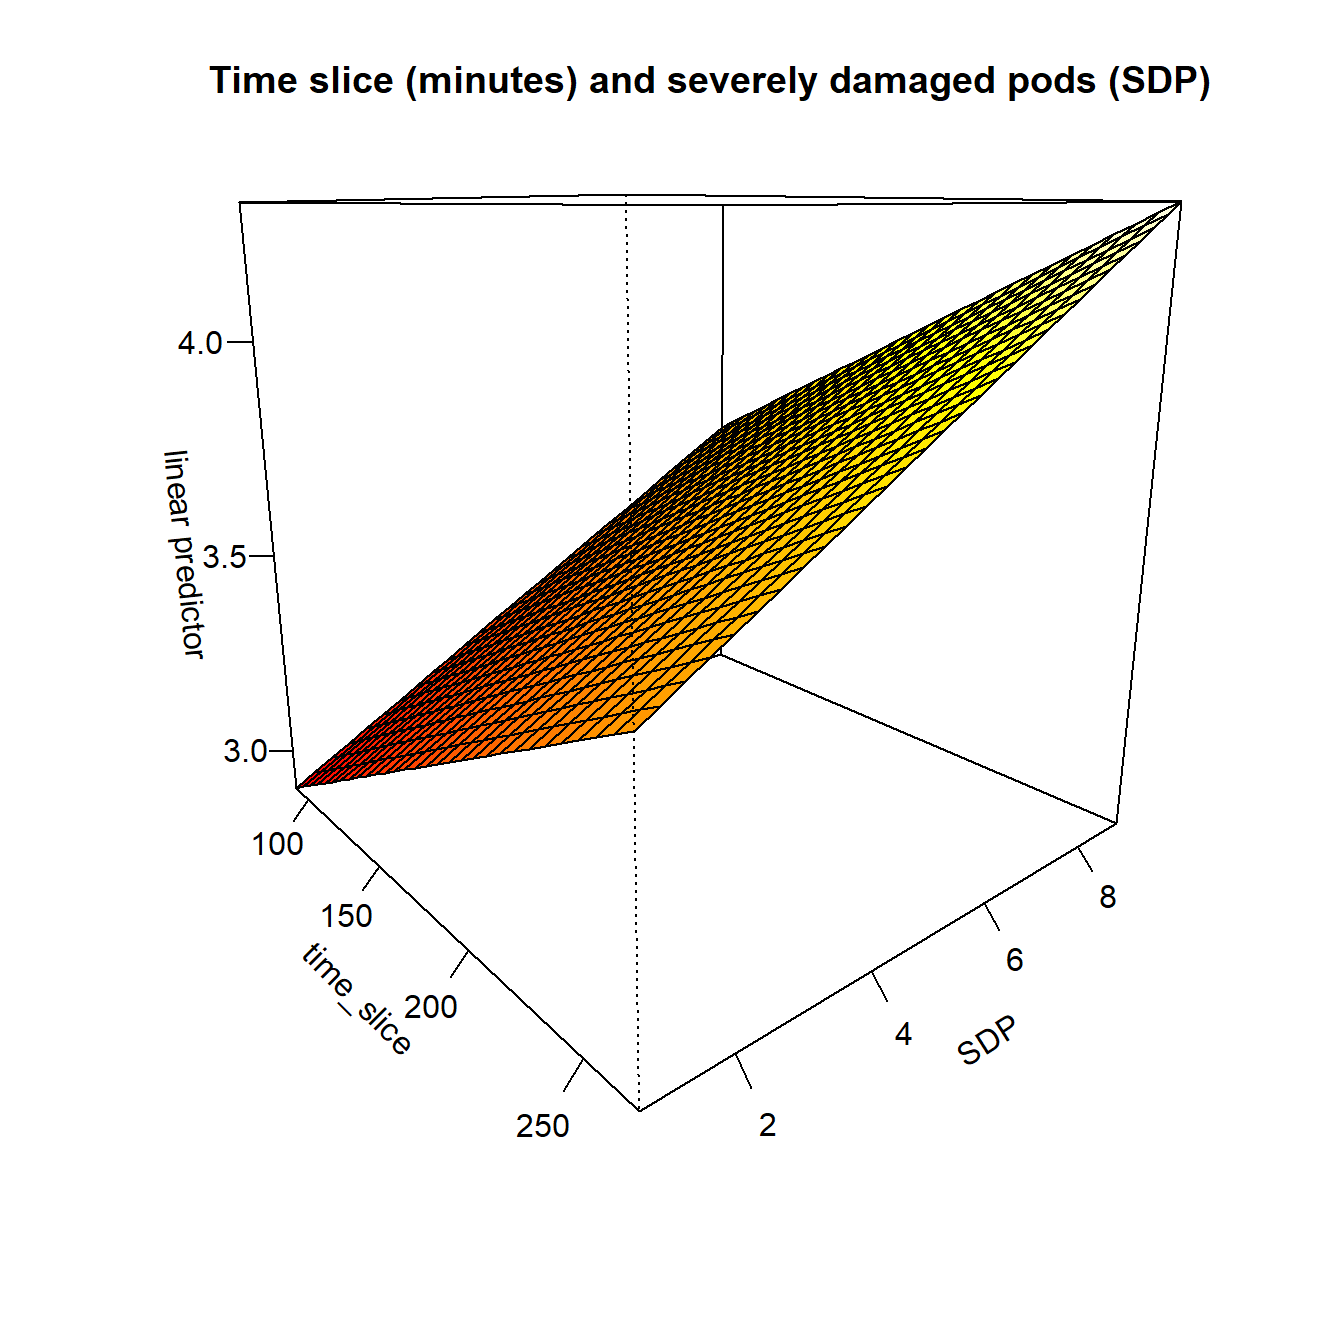 Time slice (minutes) and severely damaged pods (SDP)
4.0
3.5
3.0
linear predictor
100
150
200
250
time_slice
2
4
6
8
SDP